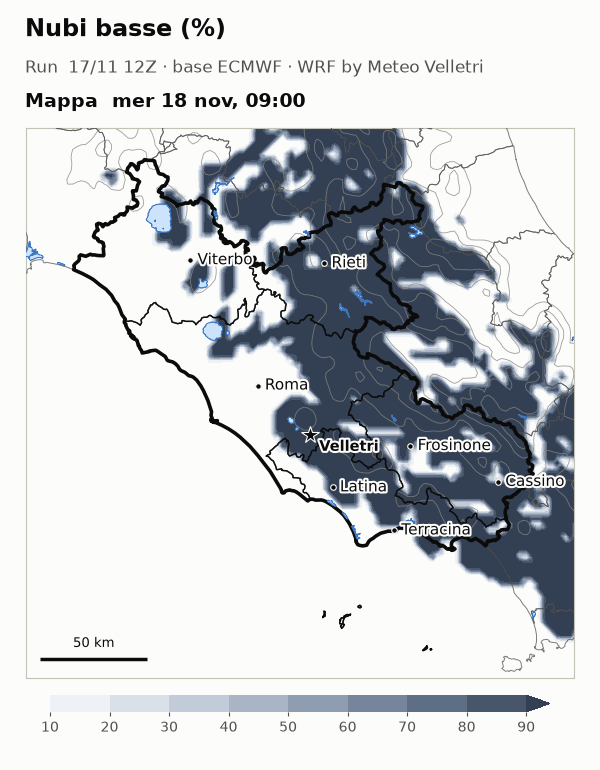 Nubi basse (%)
Run 17/11 12Z · base ECMWF · WRF by Meteo Velletri
Mappa mer 18 nov, 09:00
Viterbo
Rieti
Roma
Velletri
Frosinone
Cassino
Latina
Terracina
50 km
10 20 30 40 50 60 70 80 90